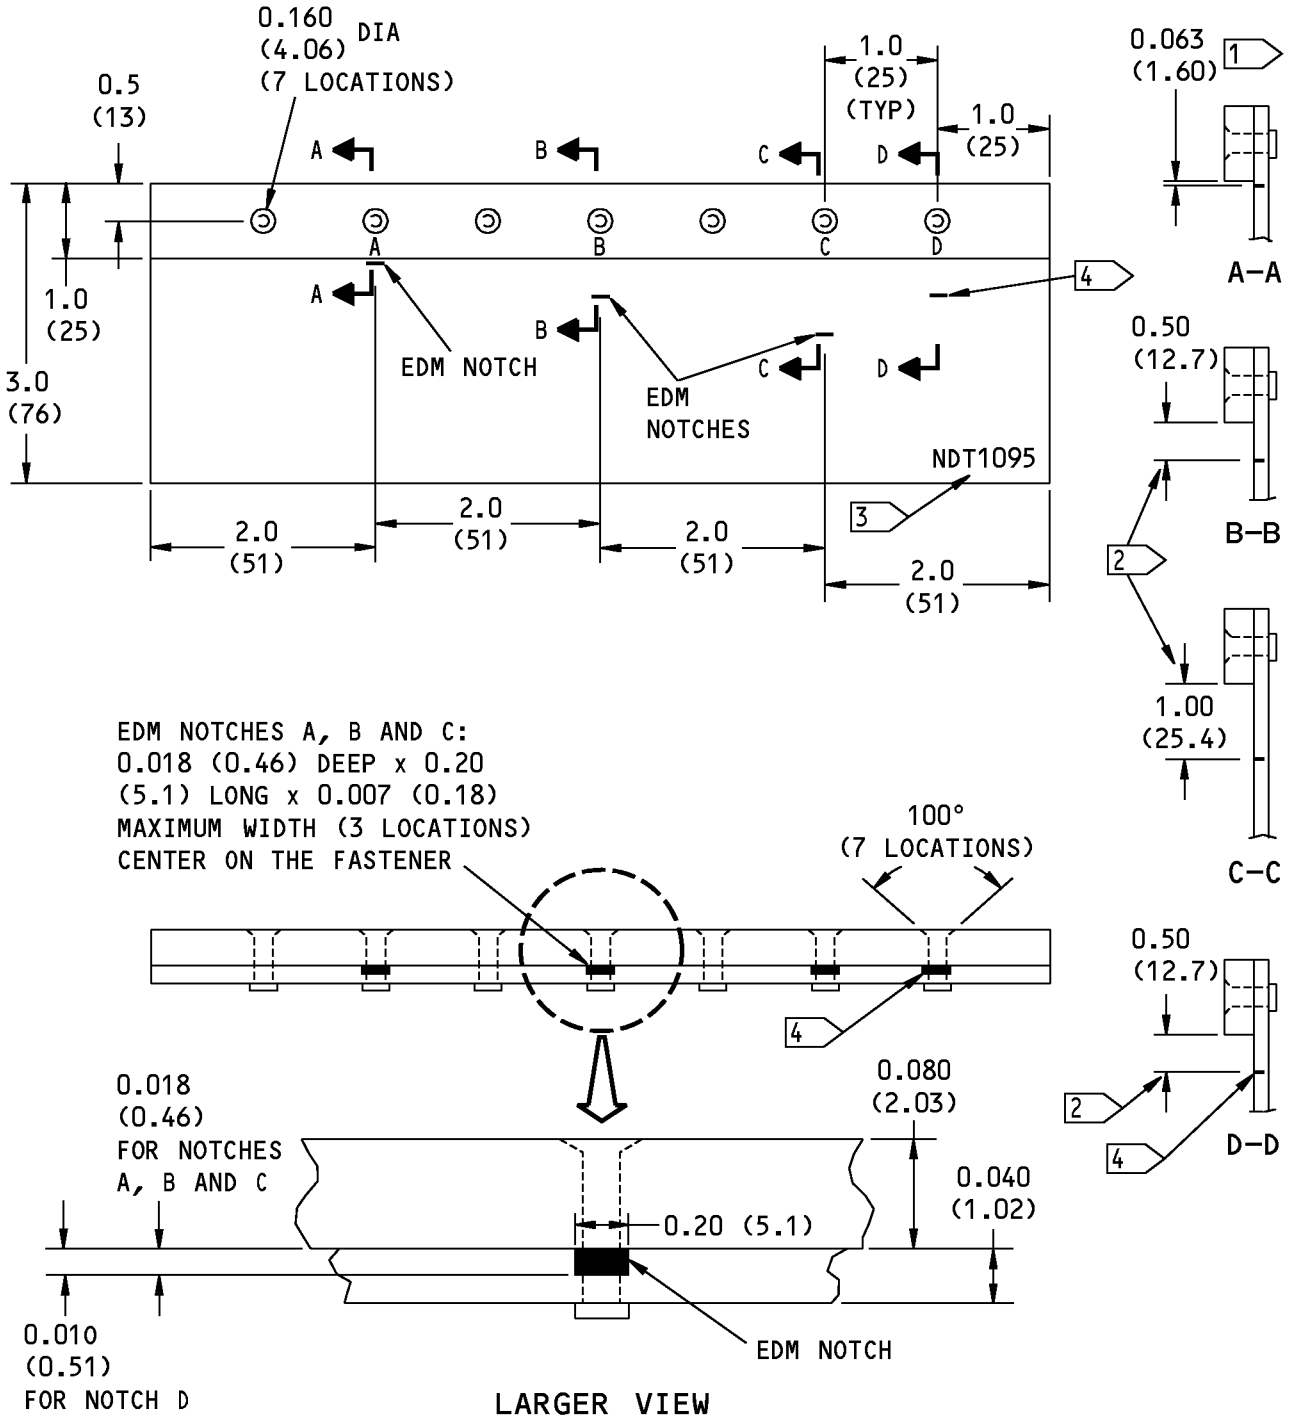 0.160
(4.06) DIA
(7 LOCATIONS)
0.5
(13)
1.0
(25)
(TYP)
1.0
(25)
0.063
(1.60)
1
A
B
C
D
A
B
C
D
A
B
C
D
1.0
(25)
3.0
(76)
EDM NOTCH
EDM
NOTCHES
4
A-A
0.50
(12.7)
B-B
NDT1095
3
2
2.0
(51)
2.0
(51)
2.0
(51)
2.0
(51)
1.00
(25.4)
C-C
EDM NOTCHES A, B AND C:
0.018 (0.46) DEEP x 0.20
(5.1) LONG x 0.007 (0.18)
MAXIMUM WIDTH (3 LOCATIONS)
CENTER ON THE FASTENER
100°
(7 LOCATIONS)
4
0.50
(12.7)
2
4
D-D
0.018
(0.46)
FOR NOTCHES
A, B AND C
0.080
(2.03)
0.040
(1.02)
0.20 (5.1)
0.010
(0.51)
FOR NOTCH D
EDM NOTCH
LARGER VIEW